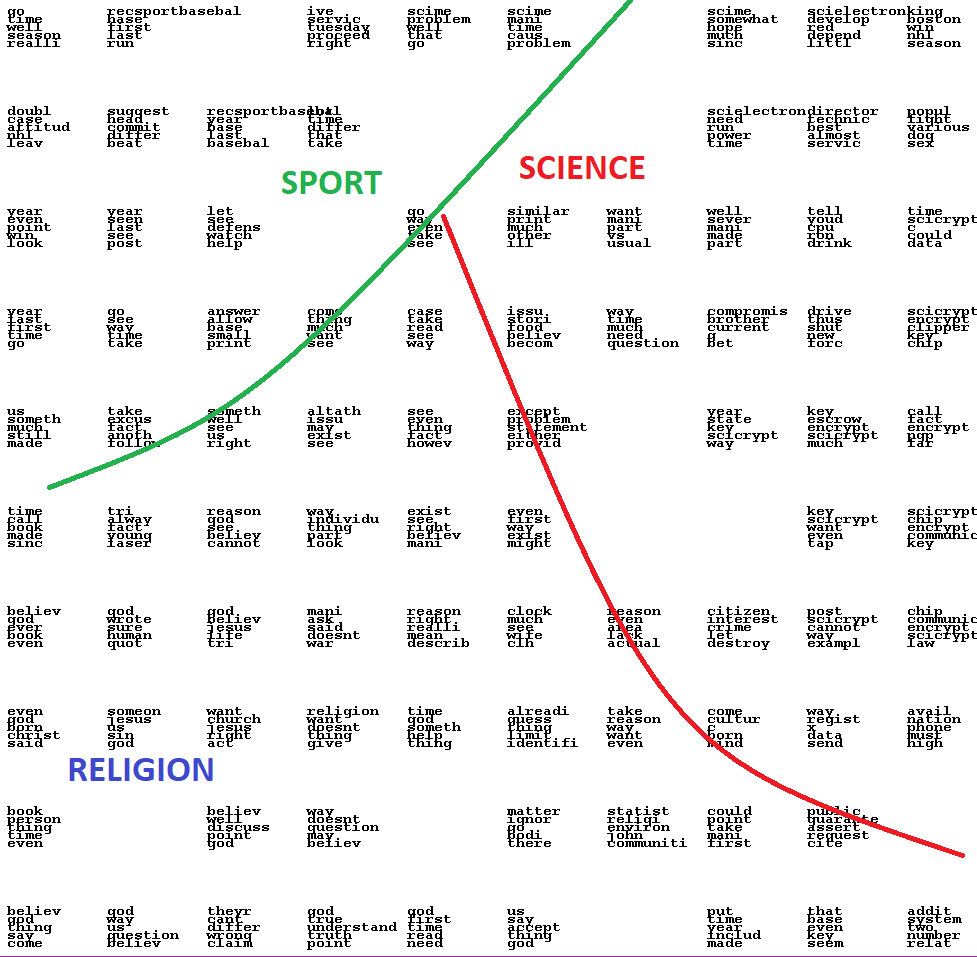 go recsportbasebal ive scime scime scime scielectronking
time base servic problem mani somewhat develop boston
well first tuesday well time hope red win
season last proceed that caus much depend nhl
realli run right go problem sinc littl season
doubl suggest scielectrondirector popul
case head year time need technic fight
attitud commit base differ run best various
nhl differ last that power almost dog
leav beat basebal take time servic sex
SPORT SCIENCE
year year let go similar want well tell time
even seen see way print mani sever youd scicrypt
point last defens even much part mani cpu c
win see watch take other vs made rbp could
look post help see ill usual part drink data
year go answer come case issu way compromis drive scicrypt
last see allow thing take stori time brother thus encrypt
first way base much read food much current shut clipper
time time small want see believ need g new key
go take print see way becom question bet forc chip
us take someth altath see except year key call
someth excus well issu even problem state escrow fact
much fact see may thing statement key encrypt encrypt
still anoth us exist fact either scicrypt scicrypt pgp
made follow right see howev provid way much far
time tri reason way exist even key scicrypt
call alway god individu see first scicrypt chip
book fact see thing right way want encrypt
made young believ part believ exist even communic
sinc laser cannot look mani might tap key
believ god god mani reason clock reason citizen post chip
god wrote believ ask right much even interest scicrypt communic
ever sure jesus said realli see area crime cannot encrypt
book human life doesnt mean wife lack let way scicrypt
even quot tri war describ clh actual destroy exampl law
even someon want religion time alreadi take come way avail
god jesus church want god guess reason cultur regist nation
born us jesus doesnt someth thing way c x phone
christ sin right thing help limit want born data must
said god act give thing identifi even mind send high
RELIGION
book believ way matter statist could public
person well doesnt ignor religi point guarante
thing discuss question go environ take assert
time point may bodi john mani request
even god believ there communiti first cite
believ god theyr god god us put that addit
god way cant true first say time base system
thing us differ understand time accept year even two
say question wrong truth read thing includ key number
come believ claim point need god made seem relat